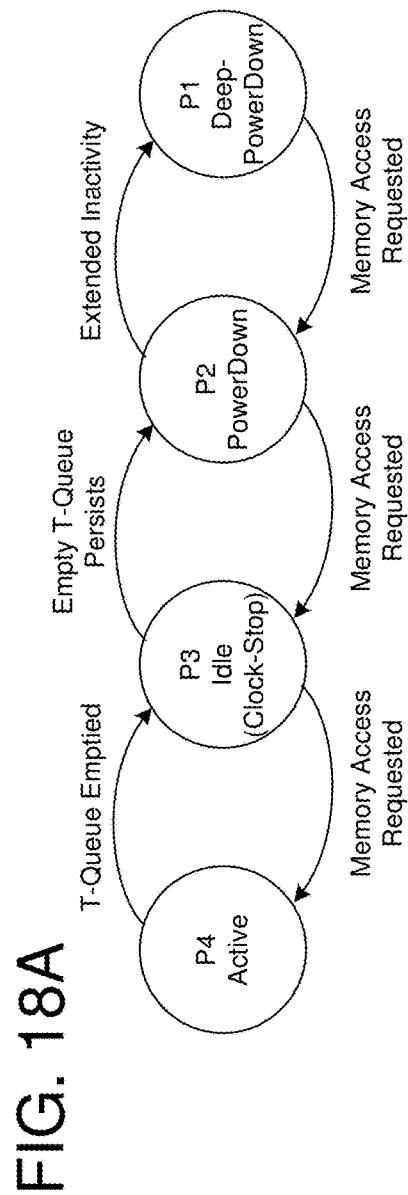 FIG. 18A
T-Queue Emptied
Empty T-Queue
Persists
Extended Inactivity
P4
Active
P3
Idle
(Clock-Stop)
P2
PowerDown
P1
Deep-
PowerDown
Memory Access
Requested
Memory Access
Requested
Memory Access
Requested